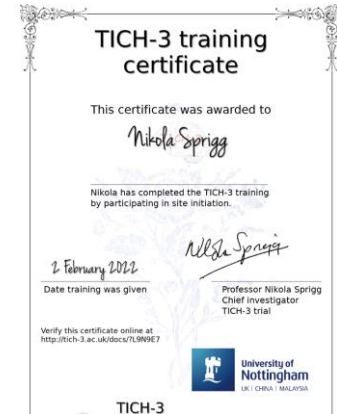 TICH-3 training
certificate
This certificate was awarded to
Nikola Sprigg
Nikola has completed the TICH-3 training
by participating in site initiation.
Nikola Sprigg
2 February 2022
Date training was given
Professor Nikola Sprigg
Chief investigator
TICH-3 trial
Verify this certificate online at
http://tich-3.ac.uk/docs/?L9N9E7
University of
Nottingham
UK | CHINA | MALAYSIA
TICH-3